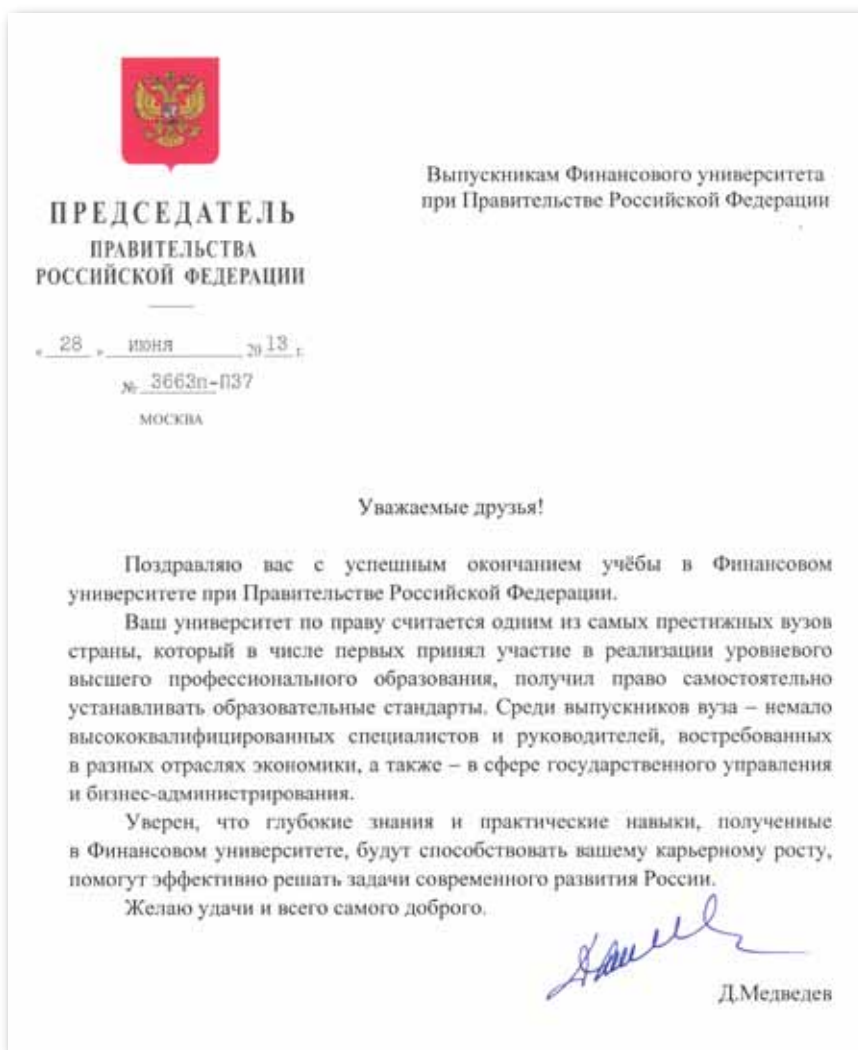 ПРЕДСЕДАТЕЛЬ
ПРАВИТЕЛЬСТВА
РОССИЙСКОЙ ФЕДЕРАЦИИ
« 28 » июня 20 13 г.
№ 3663п-П37
МОСКВА
Выпускникам Финансового университета
при Правительстве Российской Федерации
Уважаемые друзья!
Поздравляю вас с успешным окончанием учёбы в Финансовом
университете при Правительстве Российской Федерации.
Ваш университет по праву считается одним из самых престижных вузов
страны, который в числе первых принял участие в реализации уровневого
высшего профессионального образования, получил право самостоятельно
устанавливать образовательные стандарты. Среди выпускников вуза – немало
высококвалифицированных специалистов и руководителей, востребованных
в разных отраслях экономики, а также – в сфере государственного управления
и бизнес-администрирования.
Уверен, что глубокие знания и практические навыки, полученные
в Финансовом университете, будут способствовать вашему карьерному росту,
помогут эффективно решать задачи современного развития России.
Желаю удачи и всего самого доброго.
Д.Медведев